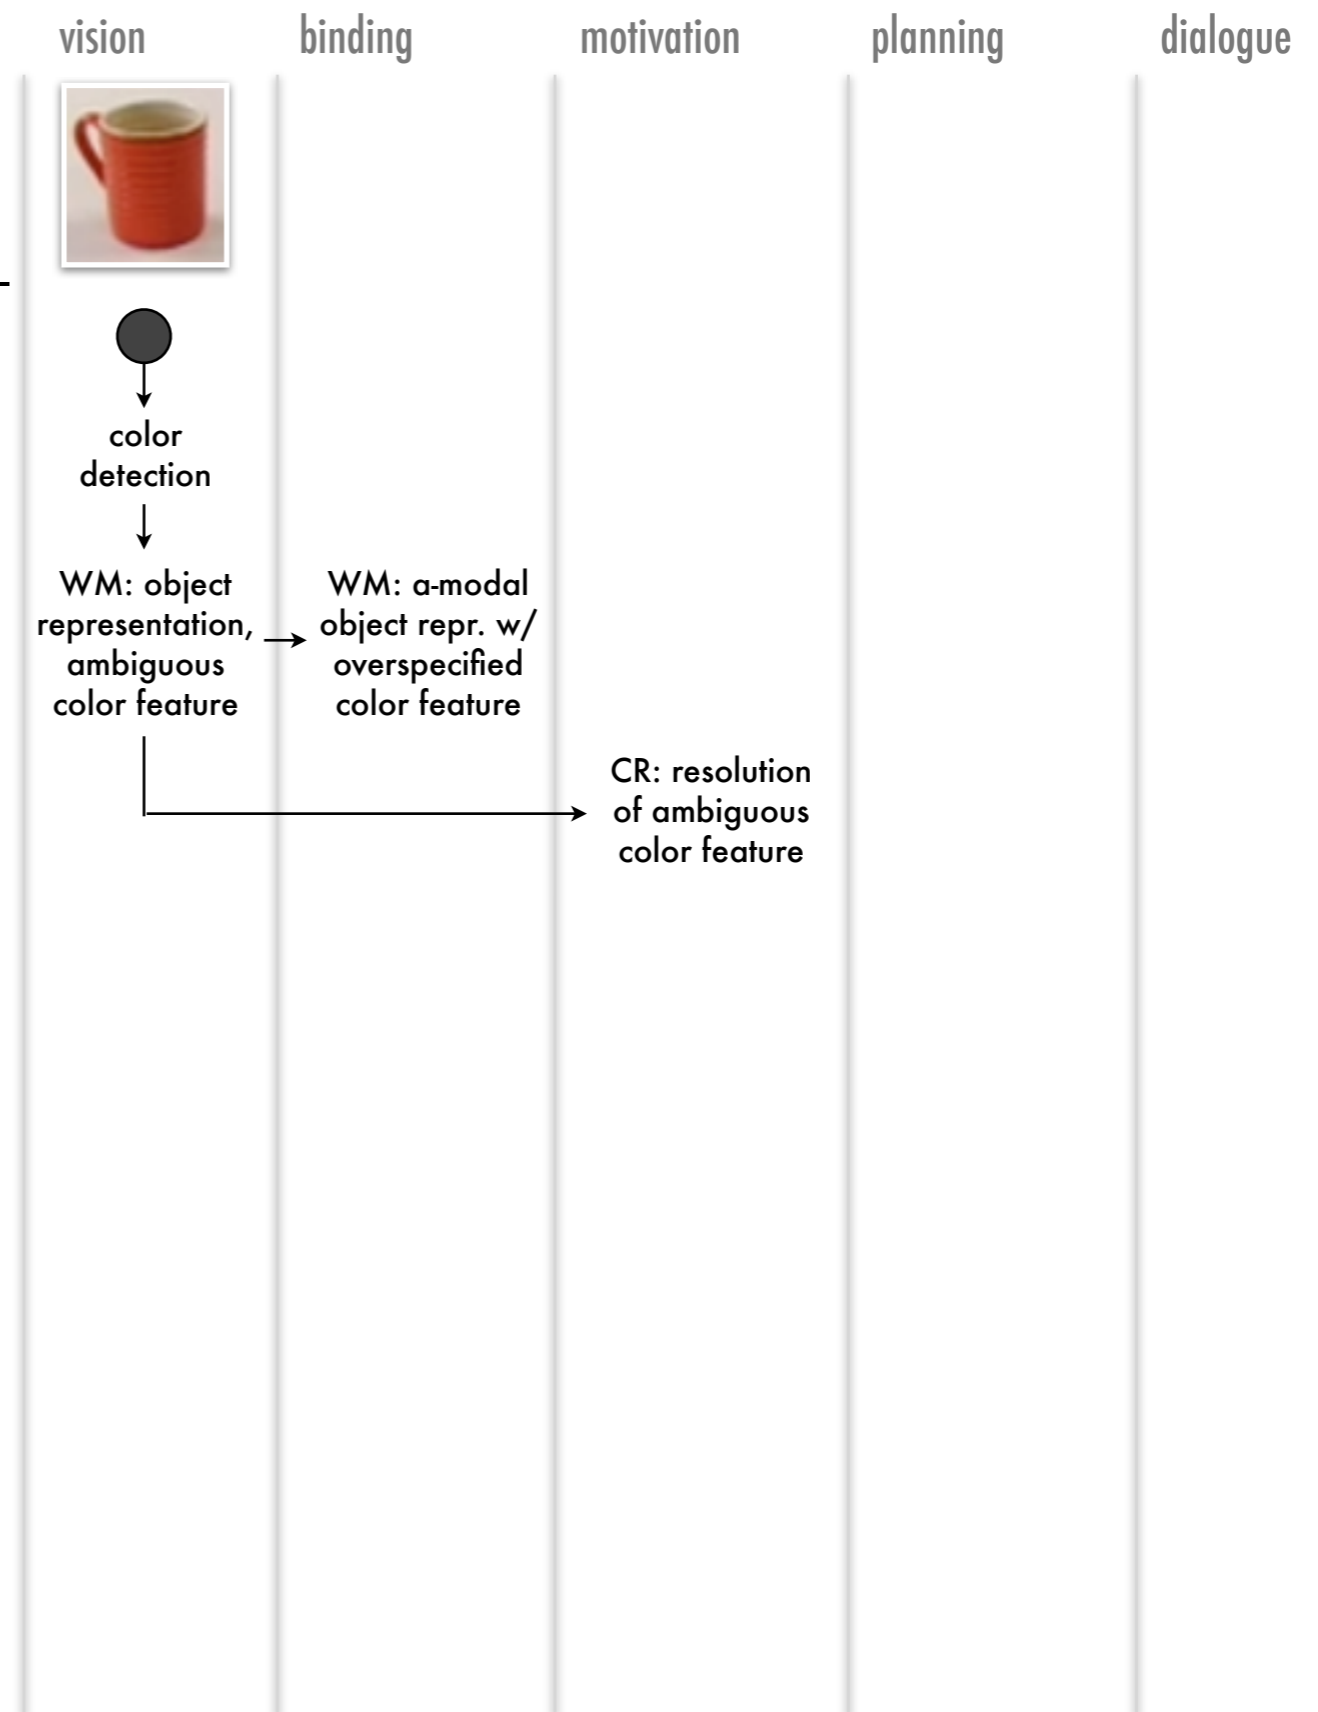 vision
binding
motivation
planning
dialogue
color
detection
WM: object
representation,
ambiguous
color feature
WM: a-modal
object repr. w/
overspecified
color feature
CR: resolution
of ambiguous
color feature